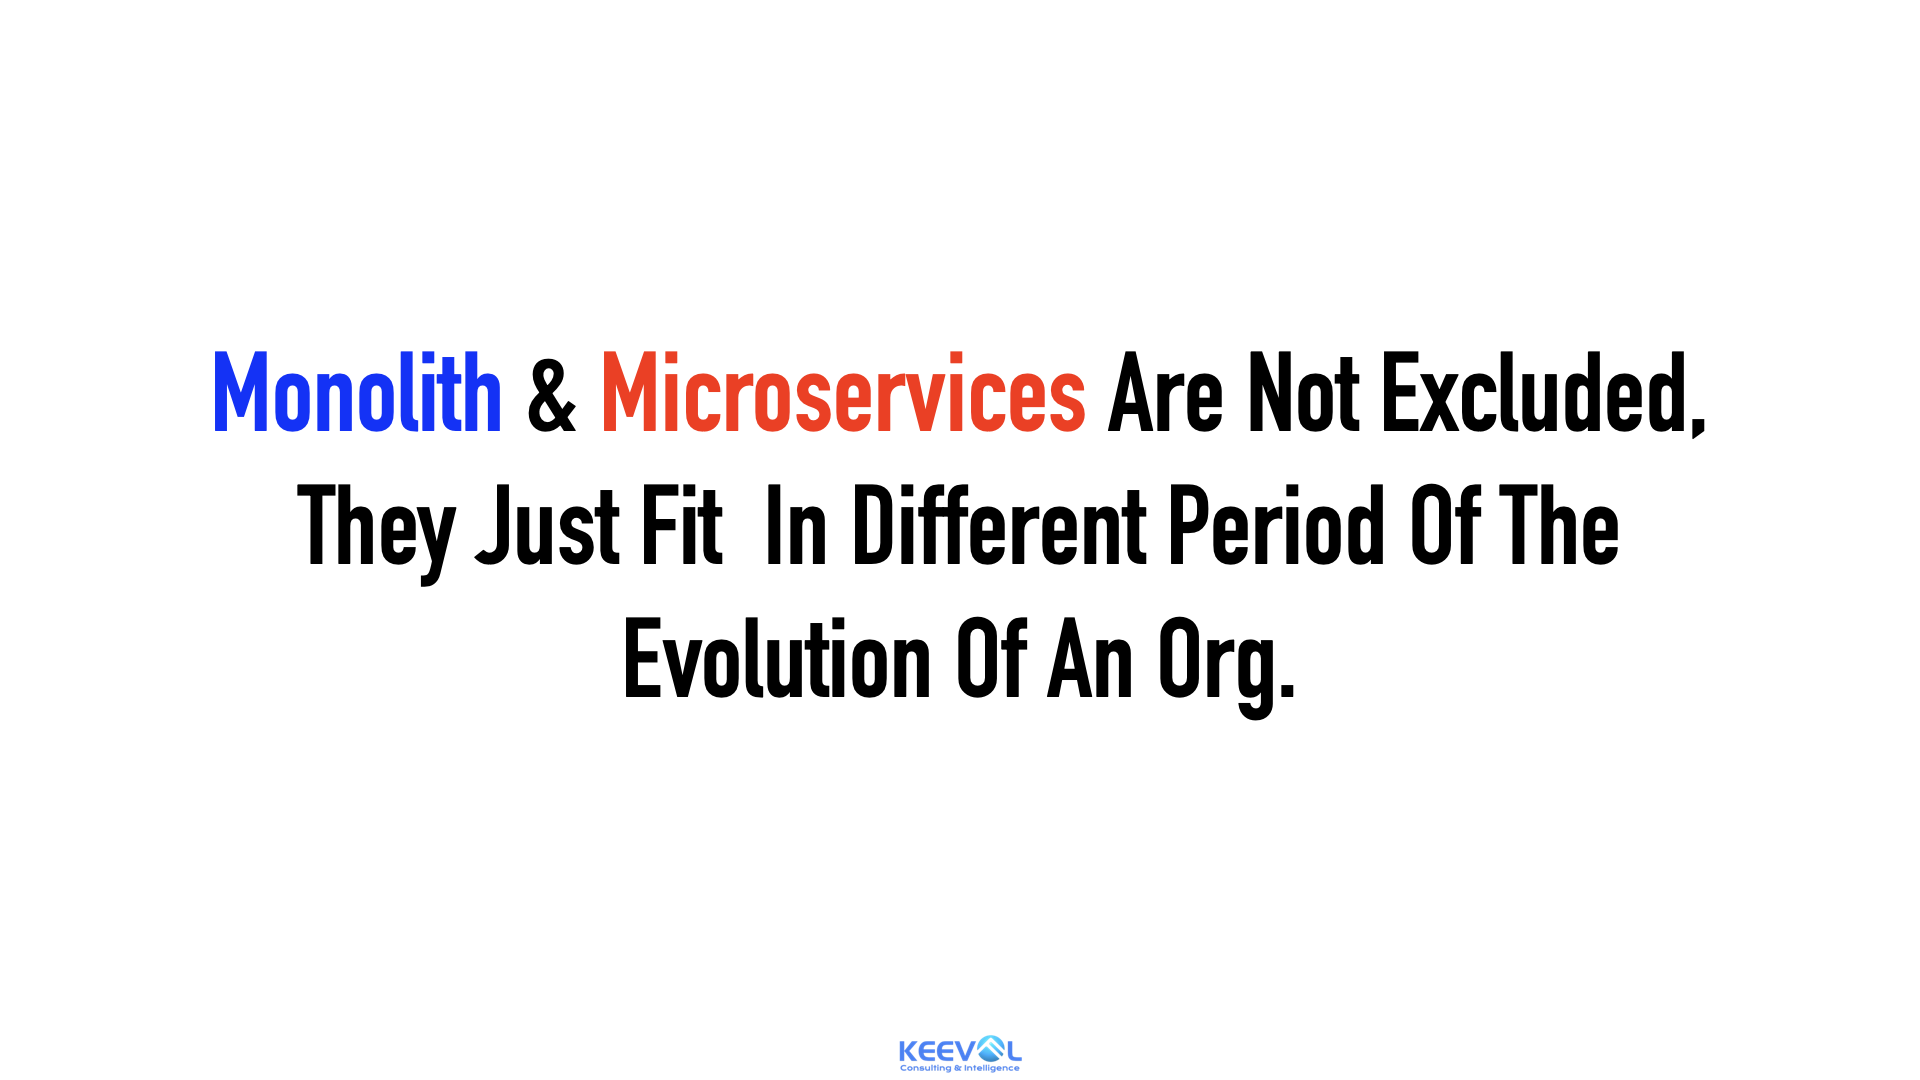 Monolith & Microservices Are Not Excluded,
They Just Fit  In Different Period Of The
Evolution Of An Org.
KEEVOL
Consulting & Intelligence